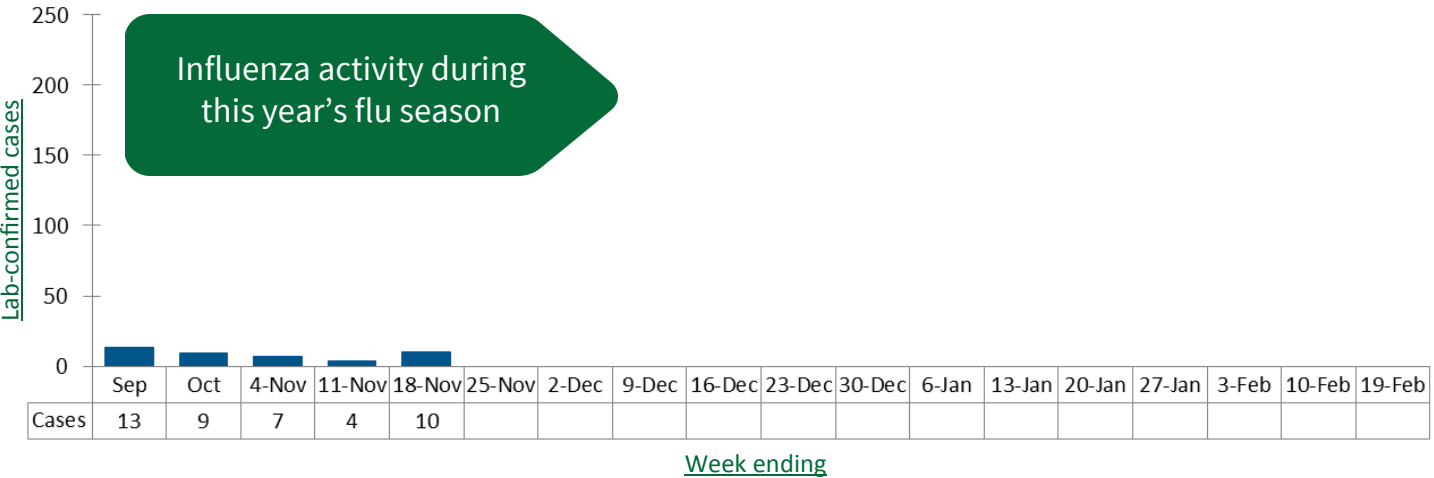 250
200
150
100
50
0
Lab-confirmed cases
Influenza activity during
this year’s flu season
Sep Oct 4-Nov 11-Nov 18-Nov 25-Nov 2-Dec 9-Dec 16-Dec 23-Dec 30-Dec 6-Jan 13-Jan 20-Jan 27-Jan 3-Feb 10-Feb 19-Feb
Cases 13 9 7 4 10
Week ending